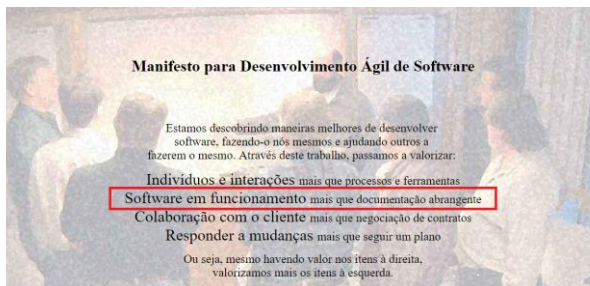 Manifesto para Desenvolvimento Ágil de Software
Estamos descobrindo maneiras melhores de desenvolver
software, fazendo-o nós mesmos e ajudando outros a
fazerem o mesmo. Através deste trabalho, passamos a valorizar:
Indivíduos e interações mais que processos e ferramentas
Software em funcionamento mais que documentação abrangente
Colaboração com o cliente mais que negociação de contratos
Responder a mudanças mais que seguir um plano
Ou seja, mesmo havendo valor nos itens à direita,
valorizamos mais os itens à esquerda.